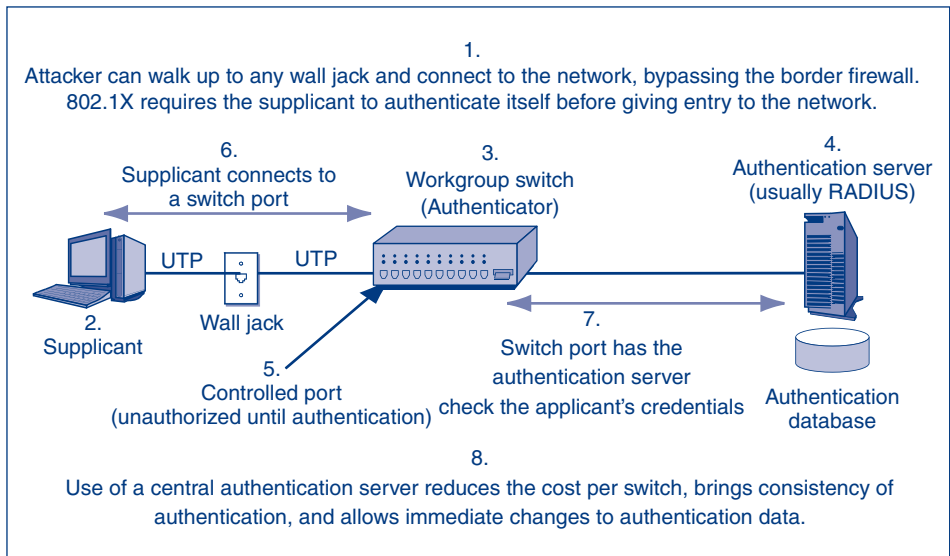 1.
Attacker can walk up to any wall jack and connect to the network, bypassing the border firewall.
802.1X requires the supplicant to authenticate itself before giving entry to the network.
6.
Supplicant connects to
a switch port
3.
Workgroup switch
(Authenticator)
4.
Authentication server
(usually RADIUS)
UTP
UTP
2.
Supplicant
Wall jack
5.
Controlled port
(unauthorized until authentication)
7.
Switch port has the
authentication server
check the applicant's credentials
Authentication
database
8.
Use of a central authentication server reduces the cost per switch, brings consistency of
authentication, and allows immediate changes to authentication data.